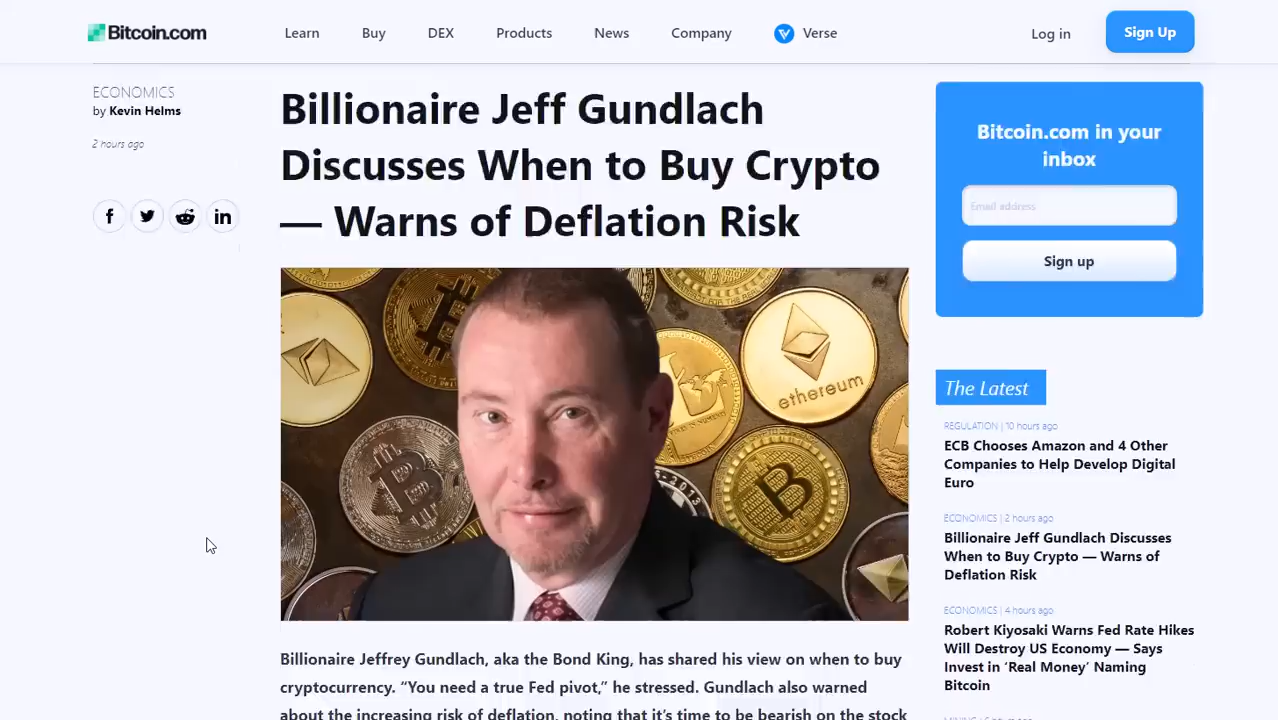 Bitcoin.com
Learn
Buy
DEX
Products
News
Company
Verse
Log in
Sign Up
ECONOMICS
by Kevin Helms
2 hours ago
Billionaire Jeff Gundlach
Discusses When to Buy Crypto
— Warns of Deflation Risk
ethereum
Billionaire Jeffrey Gundlach, aka the Bond King, has shared his view on when to buy
cryptocurrency. “You need a true Fed pivot,” he stressed. Gundlach also warned
about the increasing risk of deflation, noting that it’s time to be bearish on the stock
Bitcoin.com in your
inbox
Email address
Sign up
The Latest
REGULATION | 10 hours ago
ECB Chooses Amazon and 4 Other
Companies to Help Develop Digital
Euro
ECONOMICS | 2 hours ago
Billionaire Jeff Gundlach Discusses
When to Buy Crypto — Warns of
Deflation Risk
ECONOMICS | 4 hours ago
Robert Kiyosaki Warns Fed Rate Hikes
Will Destroy US Economy — Says
Invest in ‘Real Money’ Naming
Bitcoin